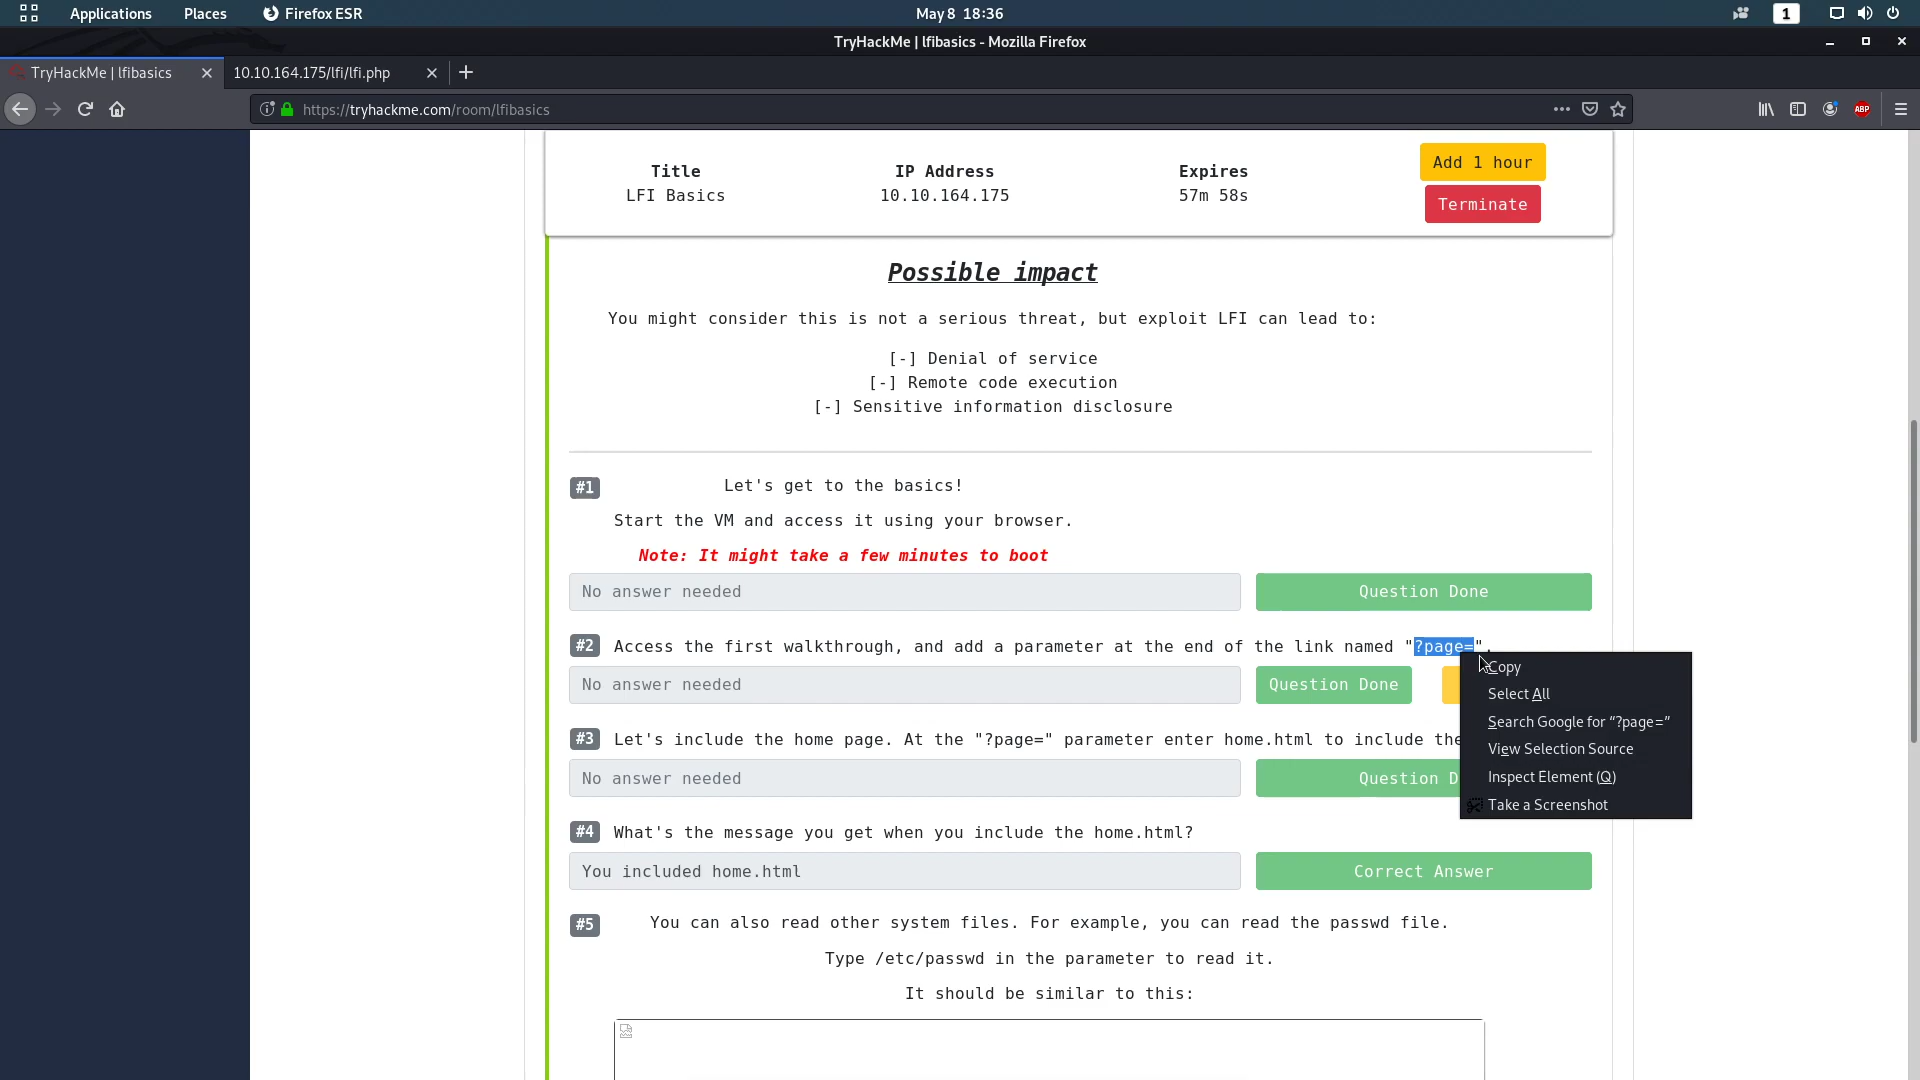 Applications Places Firefox ESR May 8 18:36 1
TryHackMe | lfibasics - Mozilla Firefox
TryHackMe | lfibasics 10.10.164.175/lfi/lfi.php
https://tryhackme.com/room/lfibasics ABP
Title IP Address Expires Add 1 hour
LFI Basics 10.10.164.175 57m 58s Terminate
Possible impact
You might consider this is not a serious threat, but exploit LFI can lead to:
[-] Denial of service
[-] Remote code execution
[-] Sensitive information disclosure
#1 Let's get to the basics!
Start the VM and access it using your browser.
Note: It might take a few minutes to boot
No answer needed Question Done
#2 Access the first walkthrough, and add a parameter at the end of the link named "?page=".
No answer needed Question Done
Copy
Select All
Search Google for “?page=”
View Selection Source
Inspect Element (Q)
Take a Screenshot
#3 Let's include the home page. At the "?page=" parameter enter home.html to include the
No answer needed Question D
#4 What's the message you get when you include the home.html?
You included home.html Correct Answer
#5 You can also read other system files. For example, you can read the passwd file.
Type /etc/passwd in the parameter to read it.
It should be similar to this: